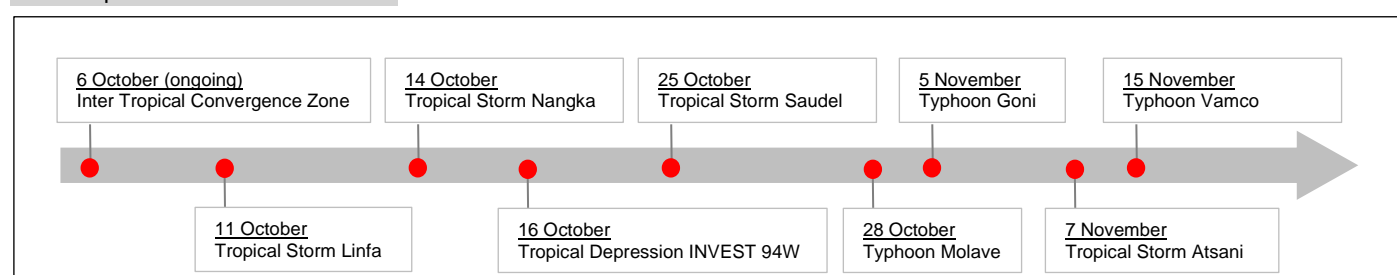 6 October (ongoing)
Inter Tropical Convergence Zone
14 October
Tropical Storm Nangka
25 October
Tropical Storm Saudel
5 November
Typhoon Goni
15 November
Typhoon Vamco
11 October
Tropical Storm Linfa
16 October
Tropical Depression INVEST 94W
28 October
Typhoon Molave
7 November
Tropical Storm Atsani